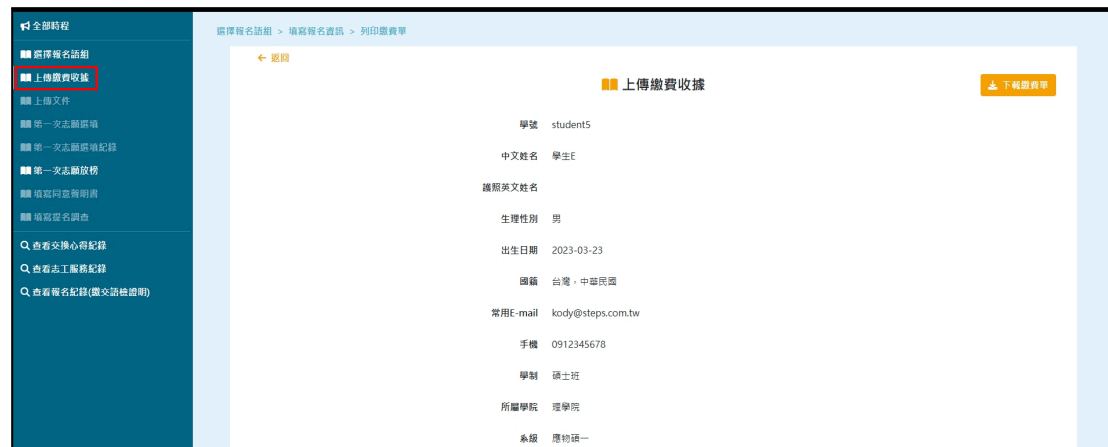 全部時程
選擇報名語組
上傳繳費收據
上傳文件
第一次志願選填
第一次志願選填紀錄
第一次志願放榜
填寫同意聲明書
填寫提名調查
查看交換心得紀錄
查看志工服務紀錄
查看報名紀錄(繳交語檢證明)
選擇報名語組 > 填寫報名資訊 > 列印繳費單
← 返回
上傳繳費收據
下載繳費單
學號 student5
中文姓名 學生E
護照英文姓名
生理性別 男
出生日期 2023-03-23
國籍 台灣，中華民國
常用E-mail kody@steps.com.tw
手機 0912345678
學制 碩士班
所屬學院 理學院
系級 應物碩一